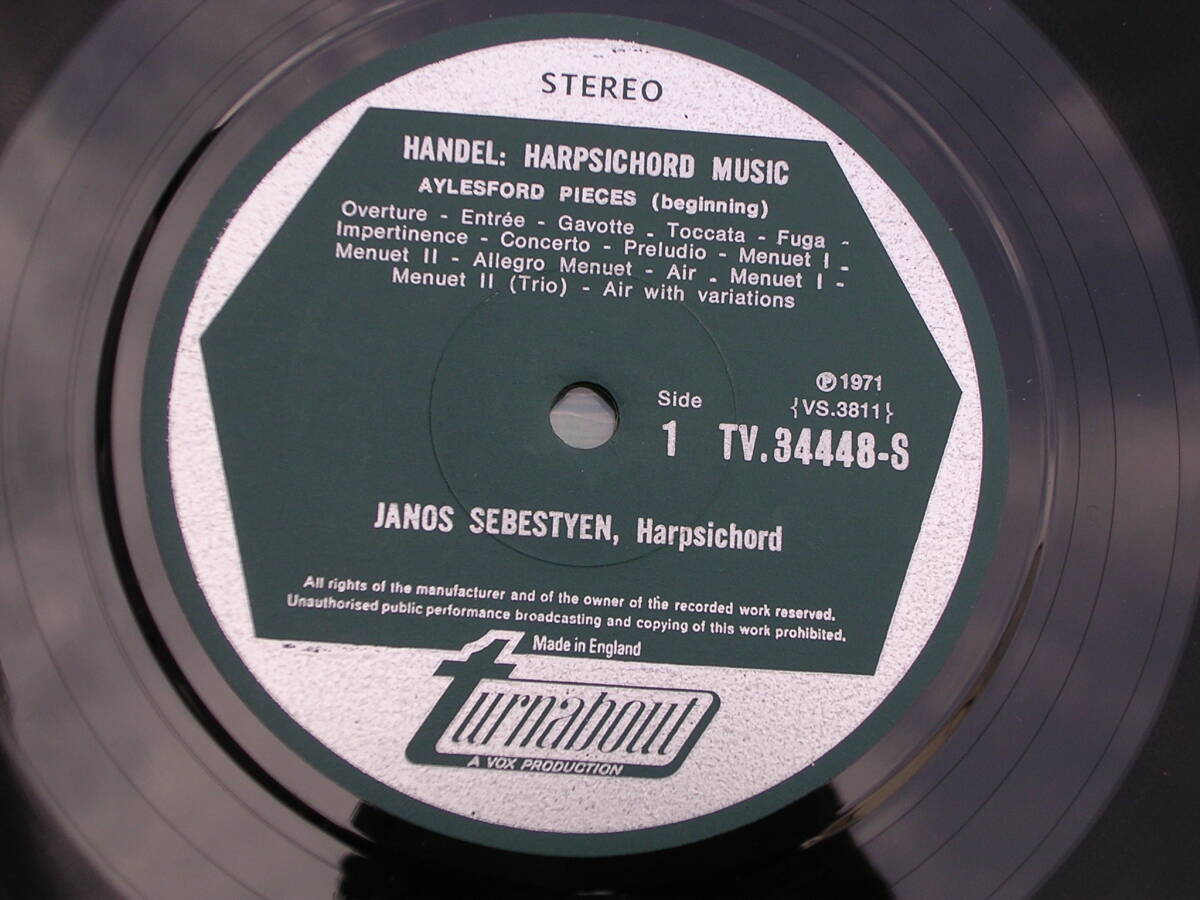 STEREO
HANDEL: HARPSICHORD MUSIC
AYLESFORD PIECES (beginning)
Overture - Entrée - Gavotte - Toccata - Fuga -
Impertinence - Concerto - Preludio - Menuet I -
Menuet II - Allegro Menuet - Air - Menuet I -
Menuet II (Trio) - Air with variations
Ⓟ1971
Side {VS.3811}
1 TV.34448-S
JANOS SEBESTYEN, Harpsichord
All rights of the manufacturer and of the owner of the recorded work reserved.
Unauthorised public performance broadcasting and copying of this work prohibited.
Made in England
turnabout
A VOX PRODUCTION